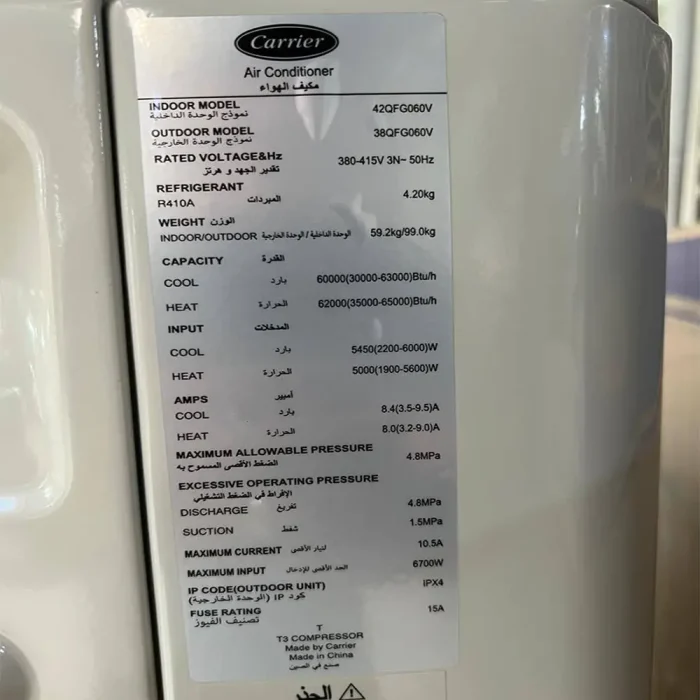 Carrier
Air Conditioner
مكيف الهواء
INDOOR MODEL 42QFG060V
نموذج الوحدة الداخلية
OUTDOOR MODEL 38QFG060V
نموذج الوحدة الخارجية
RATED VOLTAGE&Hz 380-415V 3N~ 50Hz
تقدير الجهد و هرتز
REFRIGERANT
R410A المبردات 4.20kg
WEIGHT الوزن
INDOOR/OUTDOOR الوحدة الداخلية / الوحدة الخارجية 59.2kg/99.0kg
CAPACITY القدرة
COOL بارد 60000(30000-63000)Btu/h
HEAT الحرارة 62000(35000-65000)Btu/h
INPUT المدخلات
COOL بارد 5450(2200-6000)W
HEAT الحرارة 5000(1900-5600)W
AMPS أمبير
COOL بارد 8.4(3.5-9.5)A
HEAT الحرارة 8.0(3.2-9.0)A
MAXIMUM ALLOWABLE PRESSURE 4.8MPa
الضغط الأقصى المسموح به
EXCESSIVE OPERATING PRESSURE
الإفراط في الضغط التشغيلي
DISCHARGE تفريغ 4.8MPa
SUCTION شفط 1.5MPa
MAXIMUM CURRENT تيار الأقصى 10.5A
MAXIMUM INPUT الحد الأقصى للإدخال 6700W
IP CODE(OUTDOOR UNIT) IPX4
كود IP (الوحدة الخارجية)
FUSE RATING 15A
تصنيف الفيوز
T
T3 COMPRESSOR
Made by Carrier
Made in China
صنع في الصين
الحذر